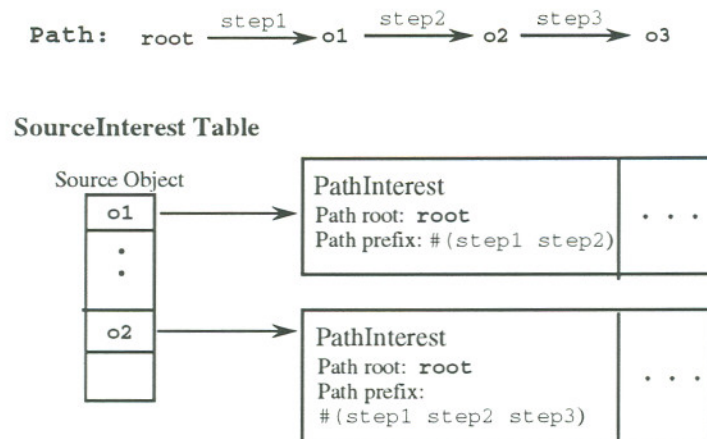 step1 step2 step3
Path: root o1 o2 o3
SourceInterest Table
Source Object
o1
PathInterest
Path root: root
Path prefix: #(step1 step2)
. . .
o2
PathInterest
Path root: root
Path prefix:
#(step1 step2 step3)
. . .